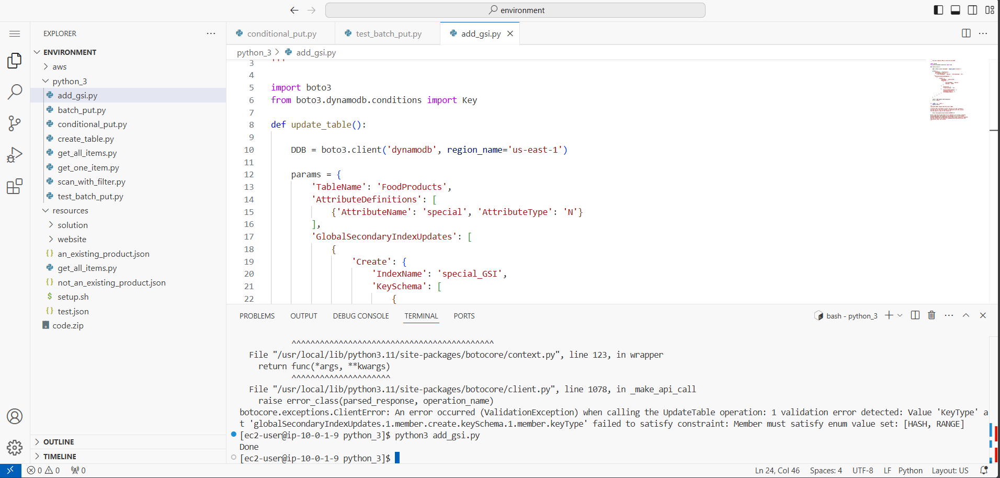 environment
EXPLORER
ENVIRONMENT
aws
python_3
add_gsi.py
batch_put.py
conditional_put.py
create_table.py
get_all_items.py
get_one_item.py
scan_with_filter.py
test_batch_put.py
resources
solution
website
{} an_existing_product.json
get_all_items.py
{} not_an_existing_product.json
$ setup.sh
{} test.json
code.zip
OUTLINE
TIMELINE
conditional_put.py test_batch_put.py add_gsi.py
python_3 > add_gsi.py
3 '''
4
5 import boto3
6 from boto3.dynamodb.conditions import Key
7
8 def update_table():
9
10 DDB = boto3.client('dynamodb', region_name='us-east-1')
11
12 params = {
13 'TableName': 'FoodProducts',
14 'AttributeDefinitions': [
15 {'AttributeName': 'special', 'AttributeType': 'N'}
16 ],
17 'GlobalSecondaryIndexUpdates': [
18 {
19 'Create': {
20 'IndexName': 'special_GSI',
21 'KeySchema': [
22 {
PROBLEMS OUTPUT DEBUG CONSOLE TERMINAL PORTS
bash - python_3
^^^^^^^^^^^^^^^^^^^^^^^^^^^^^^^^^^^^^^^^^^^
File "/usr/local/lib/python3.11/site-packages/botocore/context.py", line 123, in wrapper
return func(*args, **kwargs)
^^^^^^^^^^^^^^^^^^^^^
File "/usr/local/lib/python3.11/site-packages/botocore/client.py", line 1078, in _make_api_call
raise error_class(parsed_response, operation_name)
botocore.exceptions.ClientError: An error occurred (ValidationException) when calling the UpdateTable operation: 1 validation error detected: Value 'KeyType' a
t 'globalSecondaryIndexUpdates.1.member.create.keySchema.1.member.keyType' failed to satisfy constraint: Member must satisfy enum value set: [HASH, RANGE]
[ec2-user@ip-10-0-1-9 python_3]$ python3 add_gsi.py
Done
[ec2-user@ip-10-0-1-9 python_3]$
0 0 0
Ln 24, Col 46 Spaces: 4 UTF-8 LF Python Layout: US